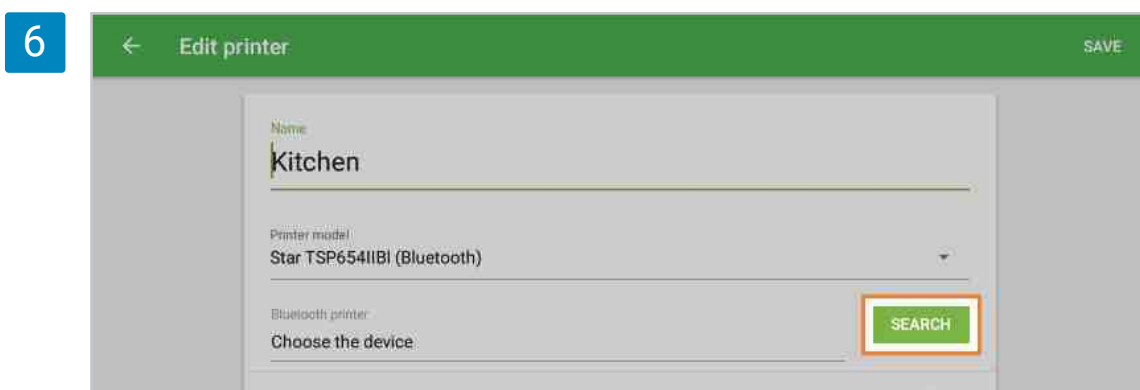 6
Edit printer
SAVE
Name
Kitchen
Printer model
Star TSP654IIBI (Bluetooth)
Bluetooth printer
Choose the device
SEARCH